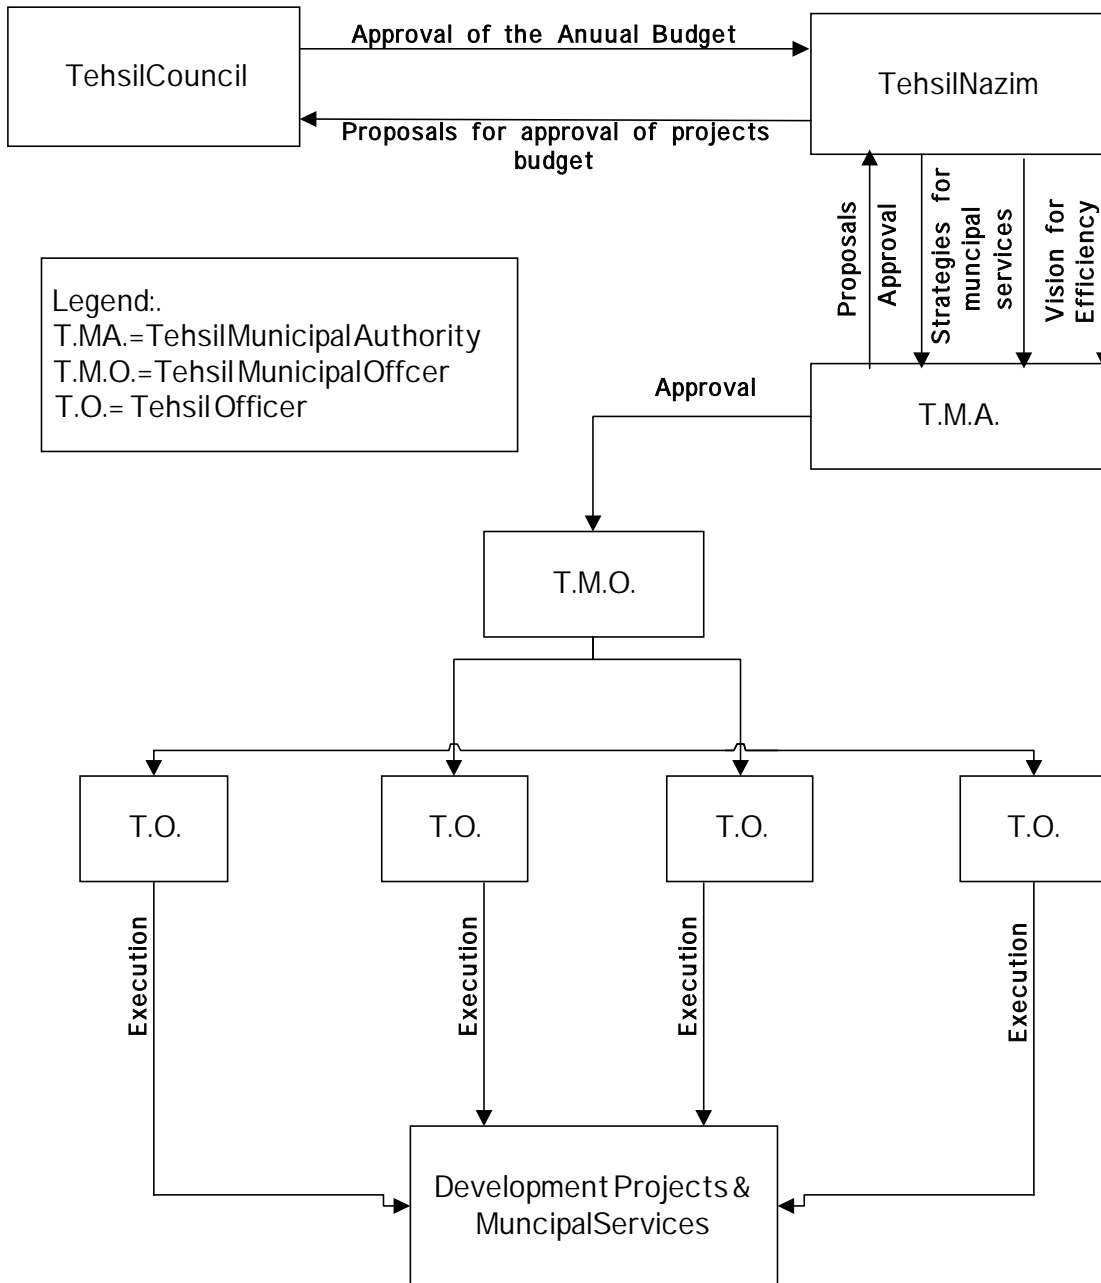 Approval of the Anuual Budget
TehsilCouncil
TehsilNazim
Proposals for approval of projects
budget
Proposals
Approval
Strategies for
muncipal
services
Vision for
Efficiency
Legend:.
T.MA.=TehsilMunicipalAuthority
T.M.O.=TehsilMunicipalOffcer
T.O.= TehsilOfficer
Approval
T.M.A.
T.M.O.
T.O.
T.O.
T.O.
T.O.
Execution
Execution
Execution
Execution
Development Projects &
MuncipalServices